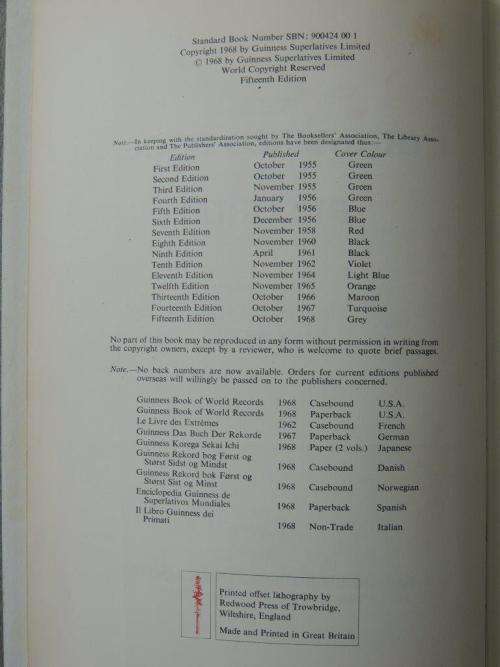 Standard Book Number SBN: 900424 00 1
Copyright 1968 by Guinness Superlatives Limited
© 1968 by Guinness Superlatives Limited
World Copyright Reserved
Fifteenth Edition
Note.—In keeping with the standardization sought by The Booksellers' Association, The Library Asso-
ciation and The Publishers' Association, editions have been designated thus:—
Edition Published Cover Colour
First Edition October 1955 Green
Second Edition October 1955 Green
Third Edition November 1955 Green
Fourth Edition January 1956 Green
Fifth Edition October 1956 Blue
Sixth Edition December 1956 Blue
Seventh Edition November 1958 Red
Eighth Edition November 1960 Black
Ninth Edition April 1961 Black
Tenth Edition November 1962 Violet
Eleventh Edition November 1964 Light Blue
Twelfth Edition November 1965 Orange
Thirteenth Edition October 1966 Maroon
Fourteenth Edition October 1967 Turquoise
Fifteenth Edition October 1968 Grey
No part of this book may be reproduced in any form without permission in writing from
the copyright owners, except by a reviewer, who is welcome to quote brief passages.
Note.—No back numbers are now available. Orders for current editions published
overseas will willingly be passed on to the publishers concerned.
Guinness Book of World Records 1968 Casebound U.S.A.
Guinness Book of World Records 1968 Paperback U.S.A.
Le Livre des Extrêmes 1962 Casebound French
Guinness Das Buch Der Rekorde 1967 Paperback German
Guinness Korega Sekai Ichi 1968 Paper (2 vols.) Japanese
Guinness Rekord bog Først og
Størst Sidst og Mindst 1968 Casebound Danish
Guinness Rekord bok Først og
Størst Sist og Minst 1968 Casebound Norwegian
Enciclopedia Guinness de
Superlativos Mundiales 1968 Paperback Spanish
Il Libro Guinness dei
Primati 1968 Non-Trade Italian
Printed offset lithography by
Redwood Press of Trowbridge,
Wiltshire, England
Made and Printed in Great Britain